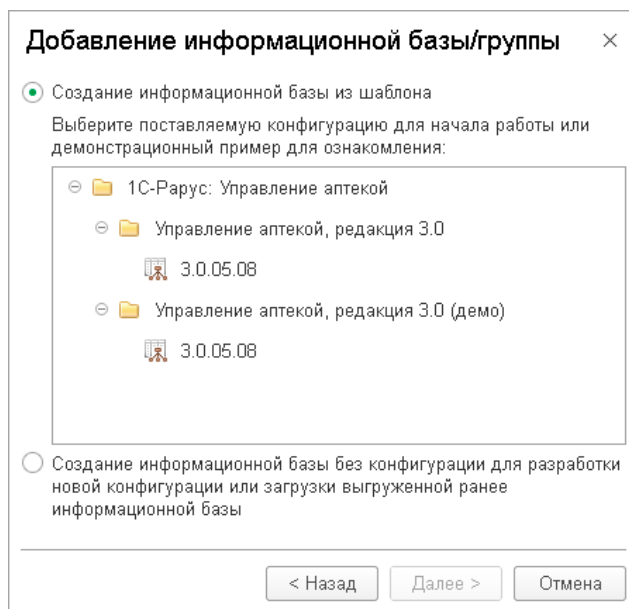 Добавление информационной базы/группы
Создание информационной базы из шаблона
Выберите поставляемую конфигурацию для начала работы или
демонстрационный пример для ознакомления:
1С-Рарус: Управление аптекой
Управление аптекой, редакция 3.0
3.0.05.08
Управление аптекой, редакция 3.0 (демо)
3.0.05.08
Создание информационной базы без конфигурации для разработки
новой конфигурации или загрузки выгруженной ранее
информационной базы
< Назад Далее > Отмена